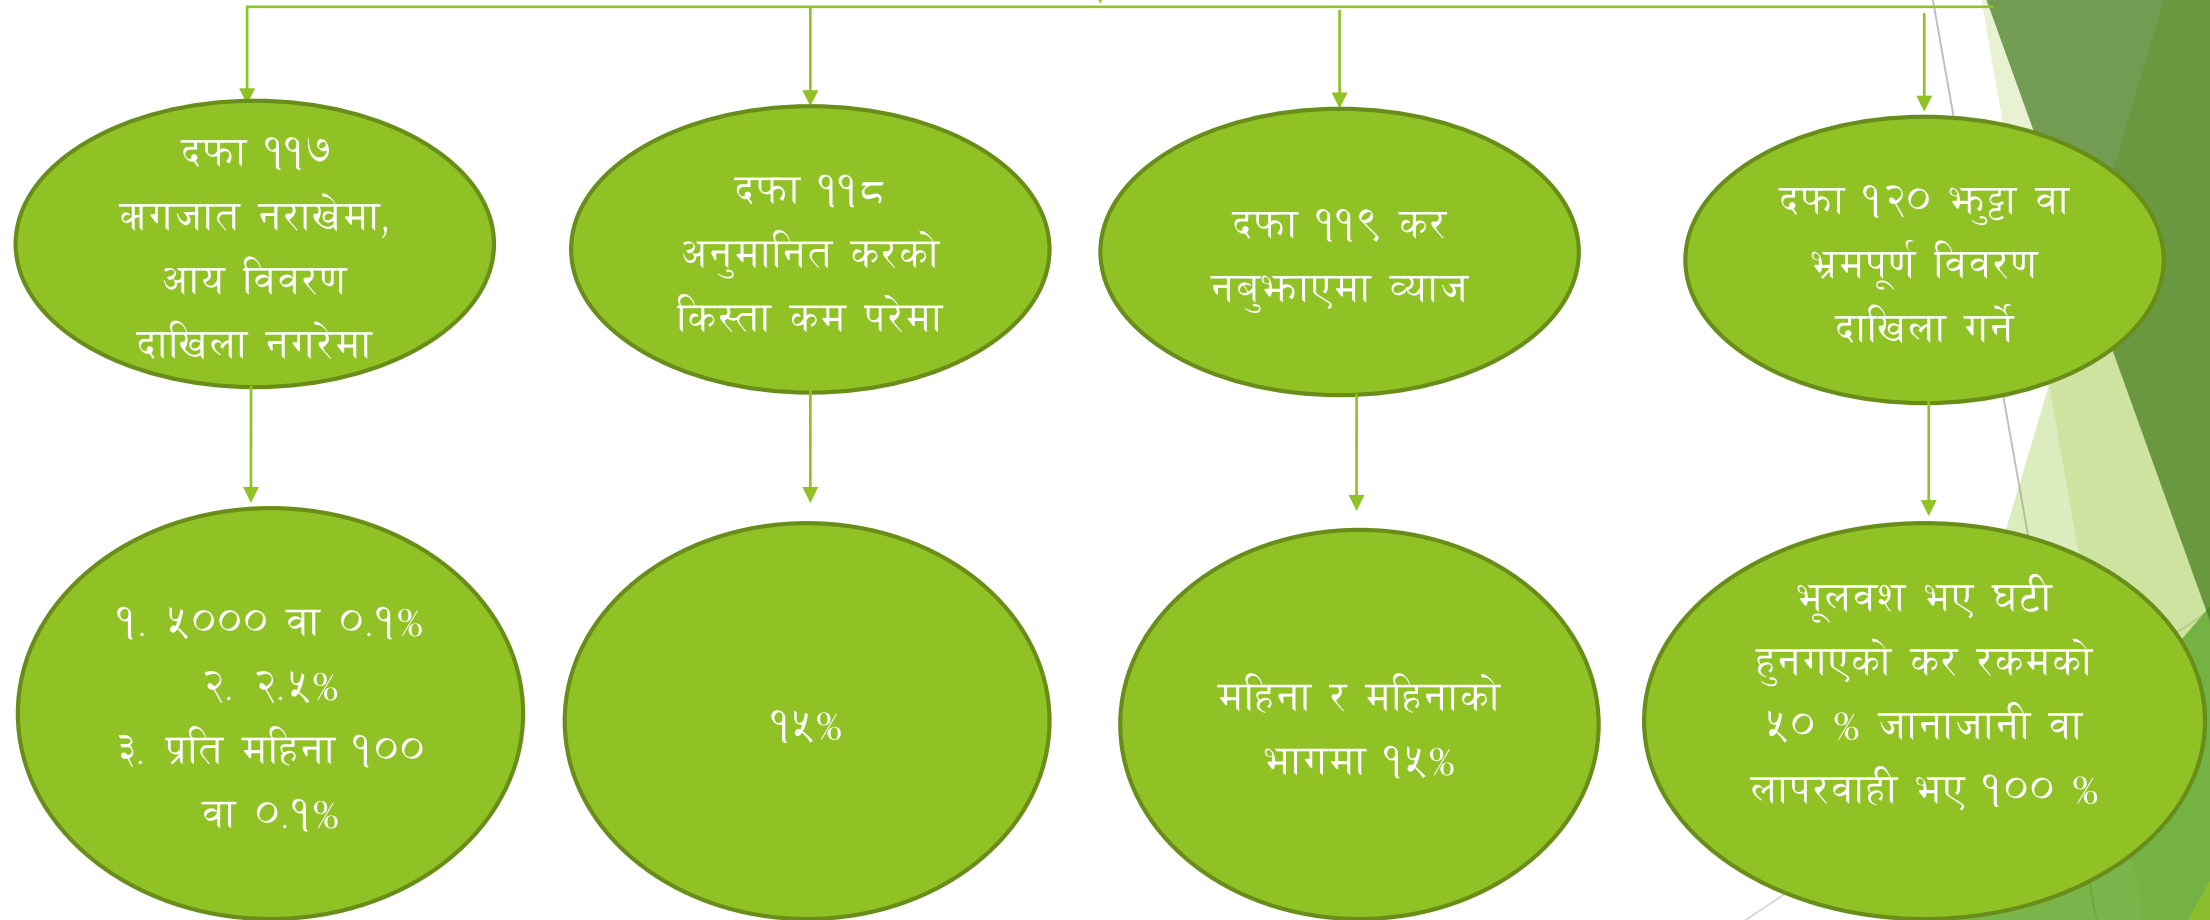 दफा ११७
कागजात नराखेमा,
आय विवरण
दाखिला नगरेमा
दफा ११८
अनुमानित करको
किस्ता कम परेमा
दफा ११९ कर
नबुझाएमा व्याज
दफा १२० झुट्टा वा
भ्रमपूर्ण विवरण
दाखिला गर्ने
१. ५००० वा ०.१%
२. २.५%
३. प्रति महिना १००
वा ०.१%
१५%
महिना र महिनाको
भागमा १५%
भूलवश भए घटी
हुनगएको कर रकमको
५० % जानाजानी वा
लापरवाही भए १०० %